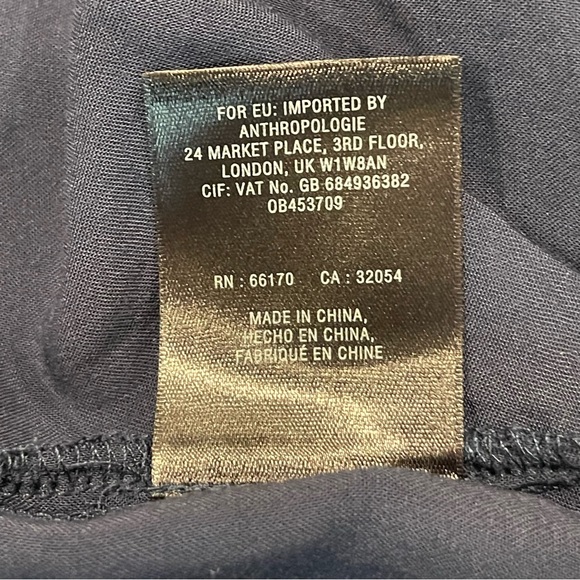 FOR EU: IMPORTED BY
ANTHROPOLOGIE
24 MARKET PLACE, 3RD FLOOR,
LONDON, UK W1W8AN
CIF: VAT No. GB 684936382
OB453709
RN : 66170 CA : 32054
MADE IN CHINA,
HECHO EN CHINA,
FABRIQUÉ EN CHINE